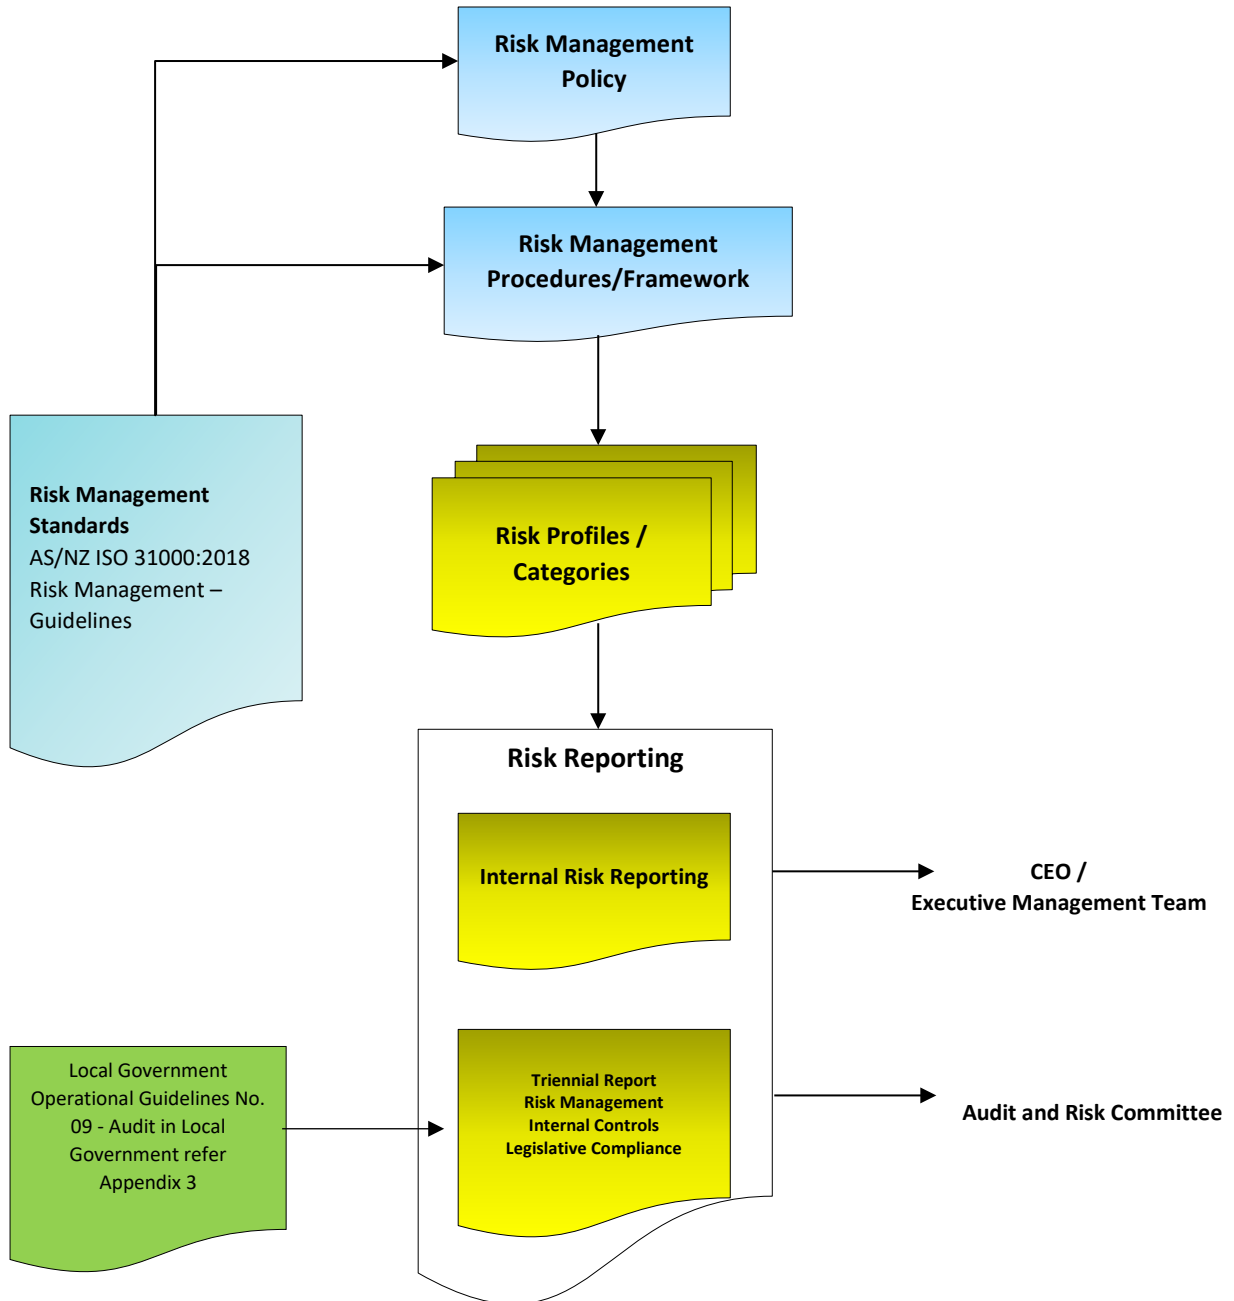 Risk Management
Policy
Risk Management
Procedures/Framework
Risk Management
Standards
AS/NZ ISO 31000:2018
Risk Management –
Guidelines
Risk Profiles /
Categories
Risk Reporting
Internal Risk Reporting
CEO /
Executive Management Team
Local Government
Operational Guidelines No.
09 - Audit in Local
Government refer
Appendix 3
Triennial Report
Risk Management
Internal Controls
Legislative Compliance
Audit and Risk Committee